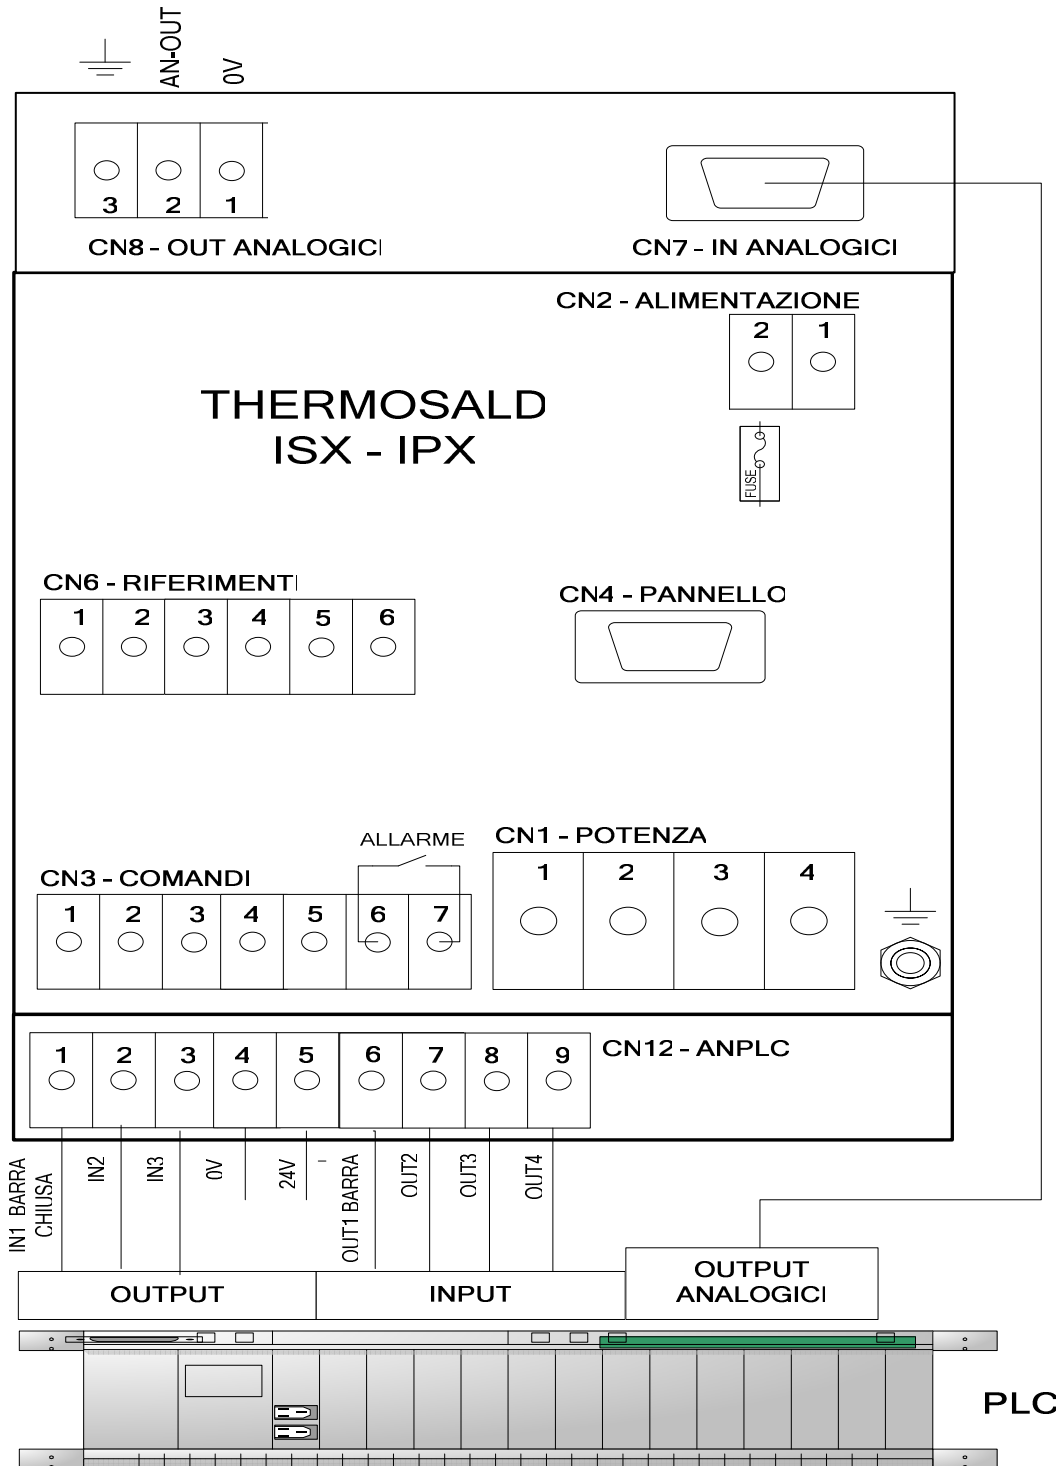 AN-OUT
0V
3 2 1
CN8 - OUT ANALOGICI
CN7 - IN ANALOGICI
CN2 - ALIMENTAZIONE
2 1
THERMOSALD
ISX - IPX
FUSE
CN6 - RIFERIMENTI
1 2 3 4 5 6
CN4 - PANNELLO
ALLARME
CN1 - POTENZA
1 2 3 4
CN3 - COMANDI
1 2 3 4 5 6 7
1 2 3 4 5 6 7 8 9
CN12 - ANPLC
IN1 BARRA
CHIUSA
IN2
IN3
0V
24V
OUT1 BARRA
OUT2
OUT3
OUT4
OUTPUT
INPUT
OUTPUT
ANALOGICI
PLC